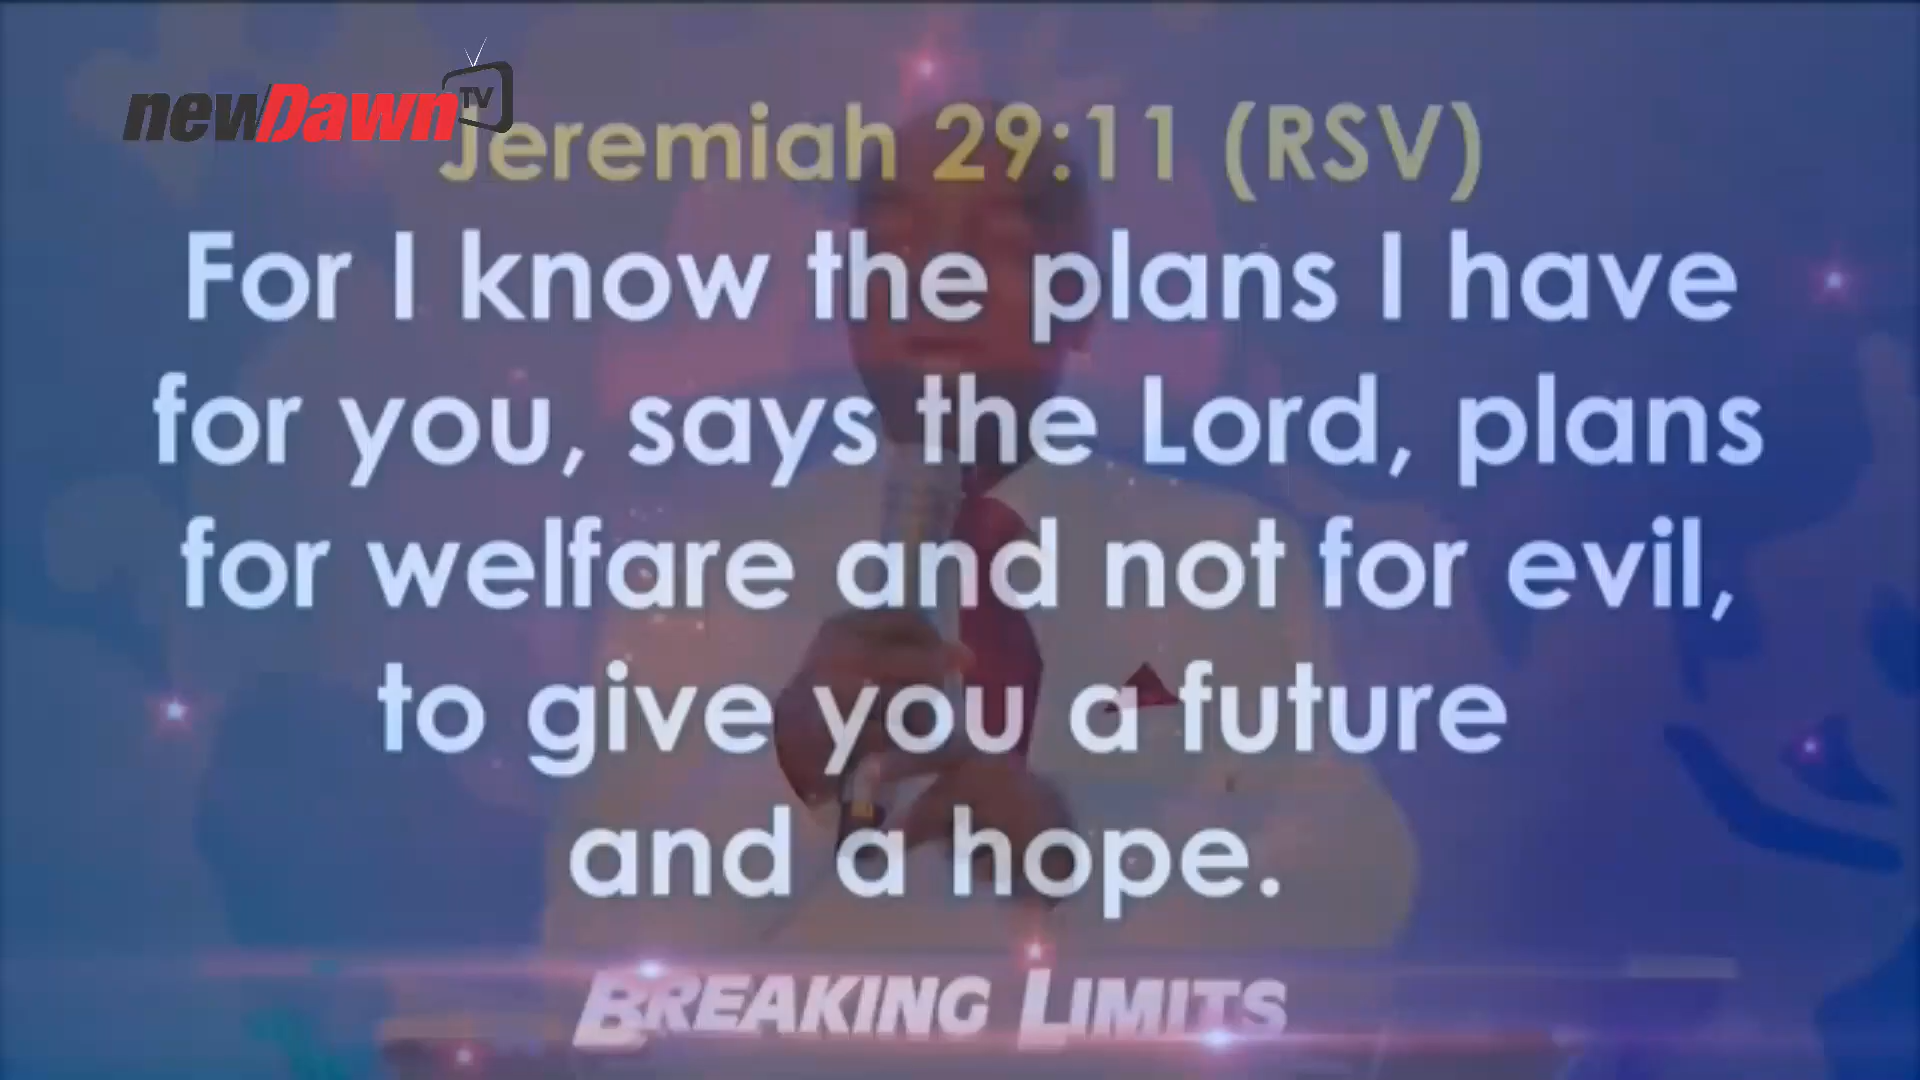 newDawn TV
Jeremiah 29:11 (RSV)
For I know the plans I have
for you, says the Lord, plans
for welfare and not for evil,
to give you a future
and a hope.
BREAKING LIMITS